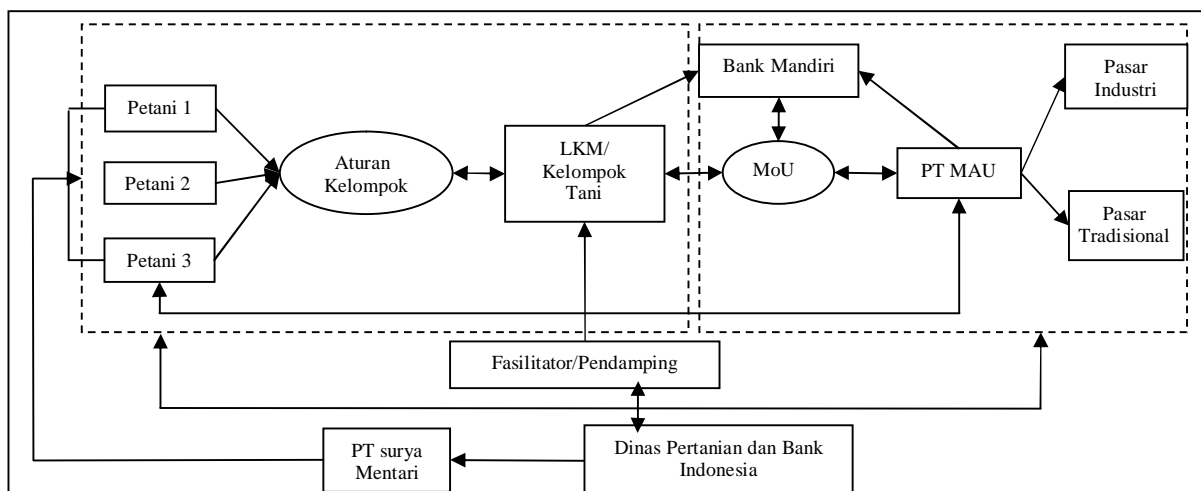 Petani 1
Petani 2
Petani 3
Aturan
Kelompok
LKM/
Kelompok
Tani
Bank Mandiri
MoU
PT MAU
Pasar
Industri
Pasar
Tradisional
Fasilitator/Pendamping
PT surya
Mentari
Dinas Pertanian dan Bank
Indonesia